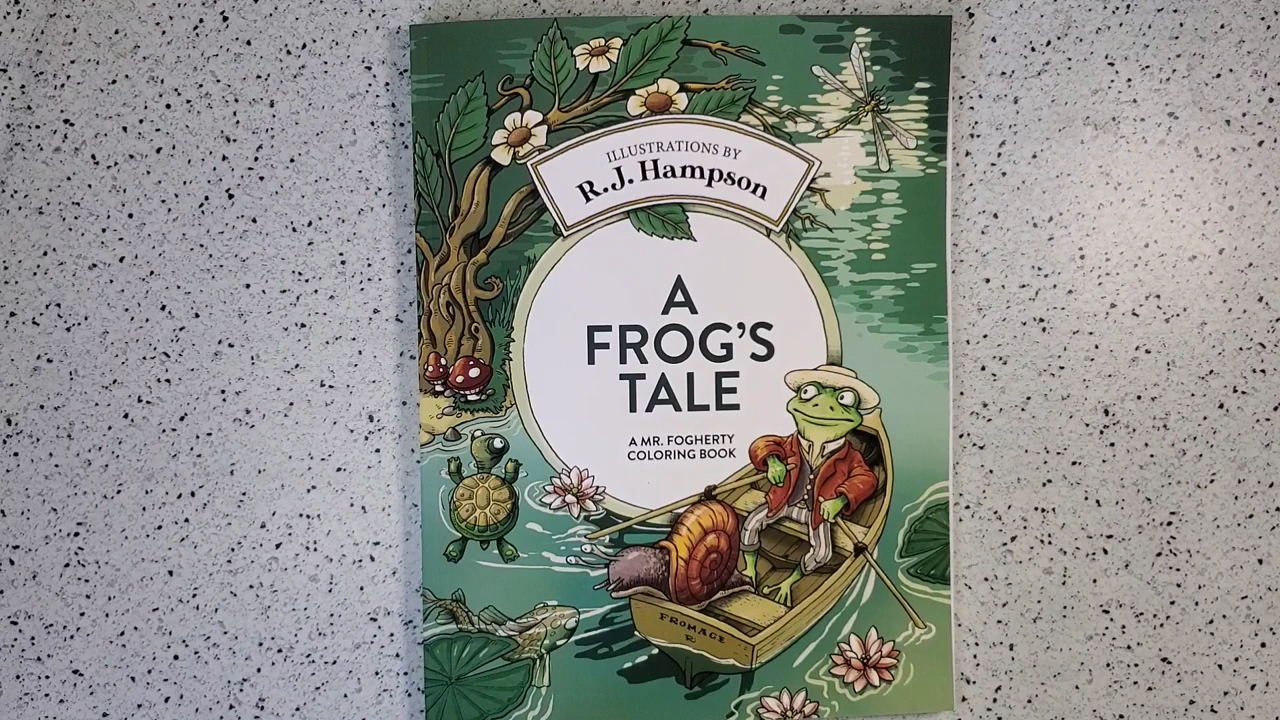 ILLUSTRATIONS BY
R.J. Hampson
A
FROG'S
TALE
A MR. FOGHERTY
COLORING BOOK
FROMAGE
R